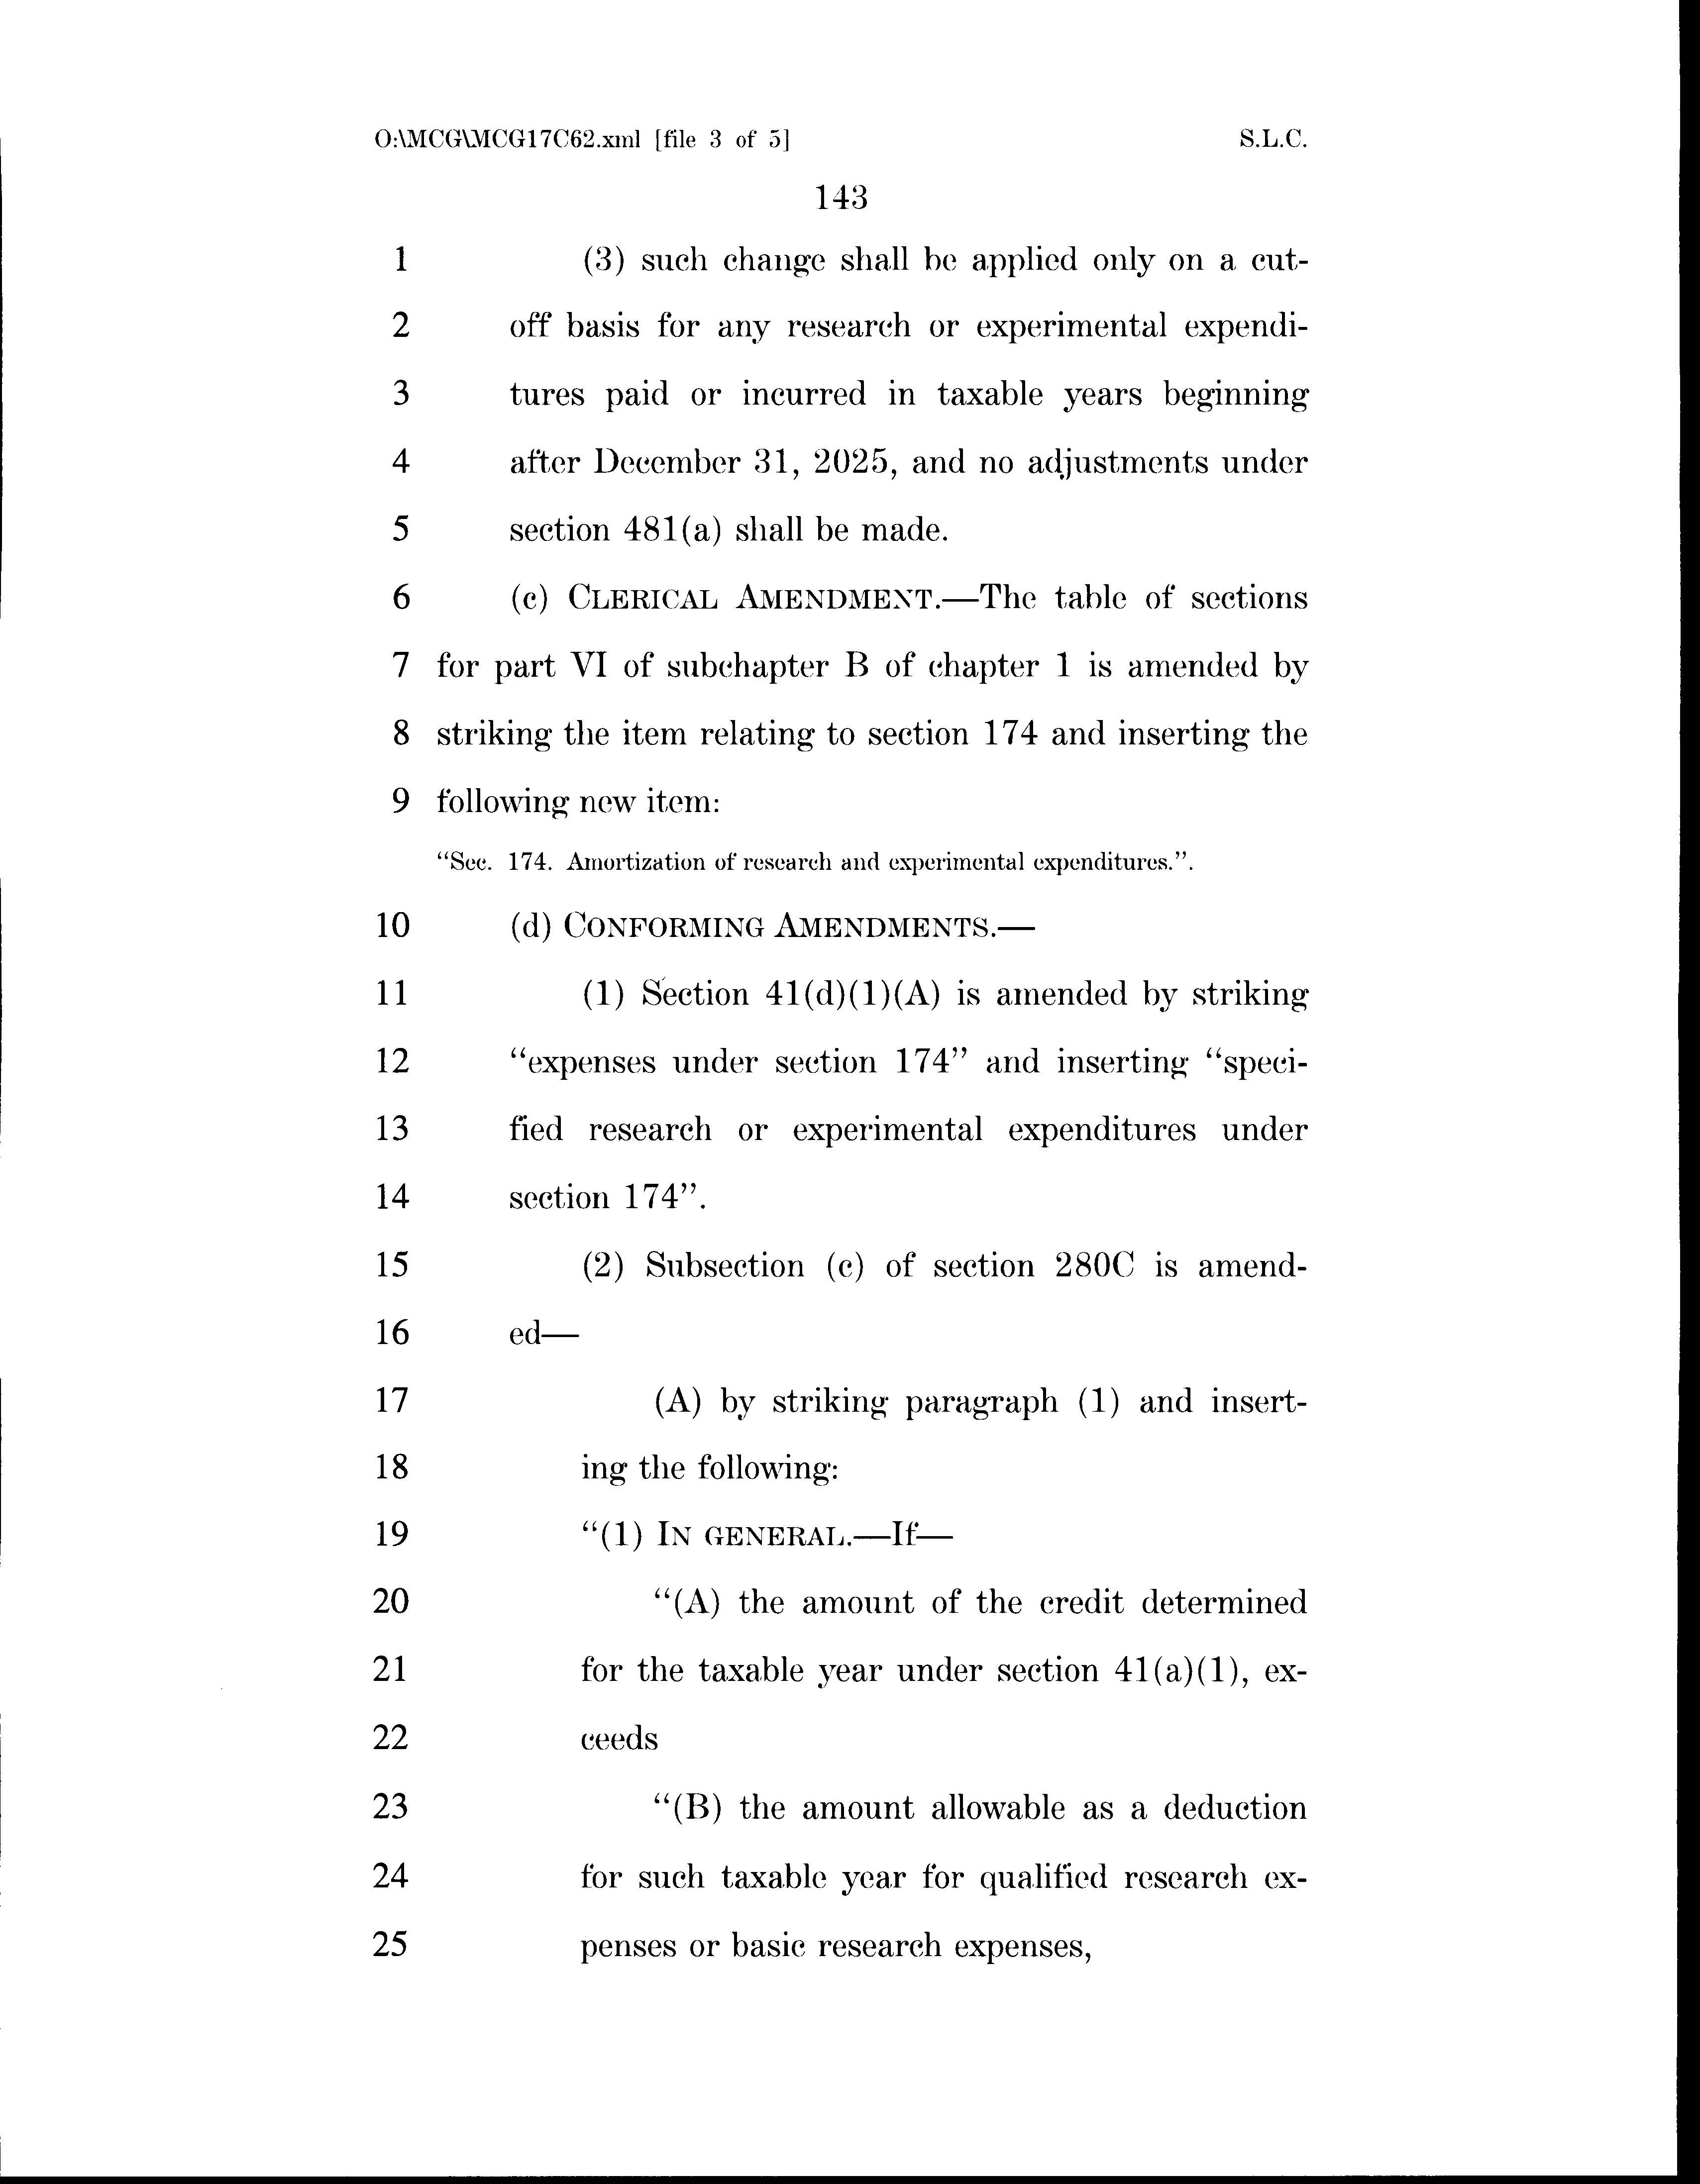 O:\MCG\MCG17C62.xml [file 3 of 5] S.L.C.
143
1 (3) such change shall be applied only on a cut-
2 off basis for any research or experimental expendi-
3 tures paid or incurred in taxable years beginning
4 after December 31, 2025, and no adjustments under
5 section 481(a) shall be made.
6 (c) CLERICAL AMENDMENT.—The table of sections
7 for part VI of subchapter B of chapter 1 is amended by
8 striking the item relating to section 174 and inserting the
9 following new item:
“Sec. 174. Amortization of research and experimental expenditures.”.
10 (d) CONFORMING AMENDMENTS.—
11 (1) Section 41(d)(1)(A) is amended by striking
12 “expenses under section 174” and inserting “speci-
13 fied research or experimental expenditures under
14 section 174”.
15 (2) Subsection (c) of section 280C is amend-
16 ed—
17 (A) by striking paragraph (1) and insert-
18 ing the following:
19 “(1) IN GENERAL.—If—
20 “(A) the amount of the credit determined
21 for the taxable year under section 41(a)(1), ex-
22 ceeds
23 “(B) the amount allowable as a deduction
24 for such taxable year for qualified research ex-
25 penses or basic research expenses,